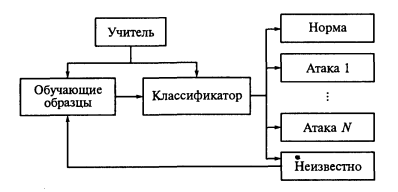 Учитель
Обучающие
образцы
Классификатор
Норма
Атака 1
⋮
Атака N
Неизвестно